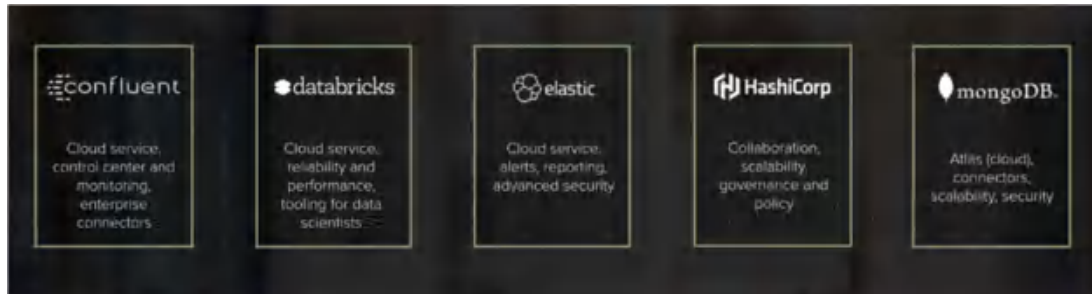 confluent
Cloud service,
control center and
monitoring,
enterprise
connectors
databricks
Cloud service,
reliability and
performance,
tooling for data
scientists
elastic
Cloud service,
alerts, reporting,
advanced security
HashiCorp
Collaboration,
scalability
governance and
policy
mongoDB.
Atlas (cloud),
connectors,
scalability, security